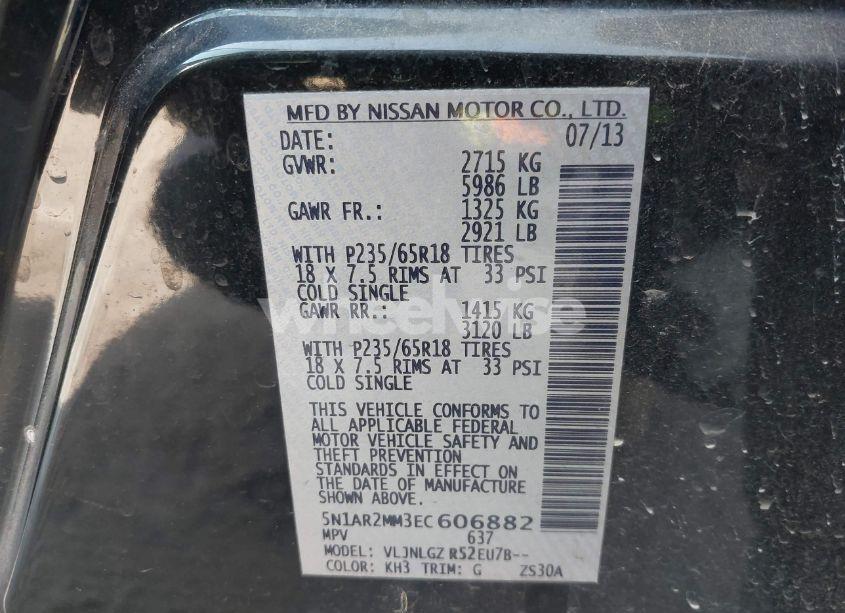 MFD BY NISSAN MOTOR CO., LTD.
DATE: 07/13
GVWR: 2715 KG
5986 LB
GAWR FR.: 1325 KG
2921 LB
WITH P235/65R18 TIRES
18 X 7.5 RIMS AT 33 PSI
COLD SINGLE
GAWR RR.: 1415 KG
3120 LB
WITH P235/65R18 TIRES
18 X 7.5 RIMS AT 33 PSI
COLD SINGLE
THIS VEHICLE CONFORMS TO
ALL APPLICABLE FEDERAL
MOTOR VEHICLE SAFETY AND
THEFT PREVENTION
STANDARDS IN EFFECT ON
THE DATE OF MANUFACTURE
SHOWN ABOVE.
5N1AR2MM3EC606882
MPV 637
MODEL: VLJNLGZ R52EU7B--
COLOR: KH3 TRIM: G ZS30A